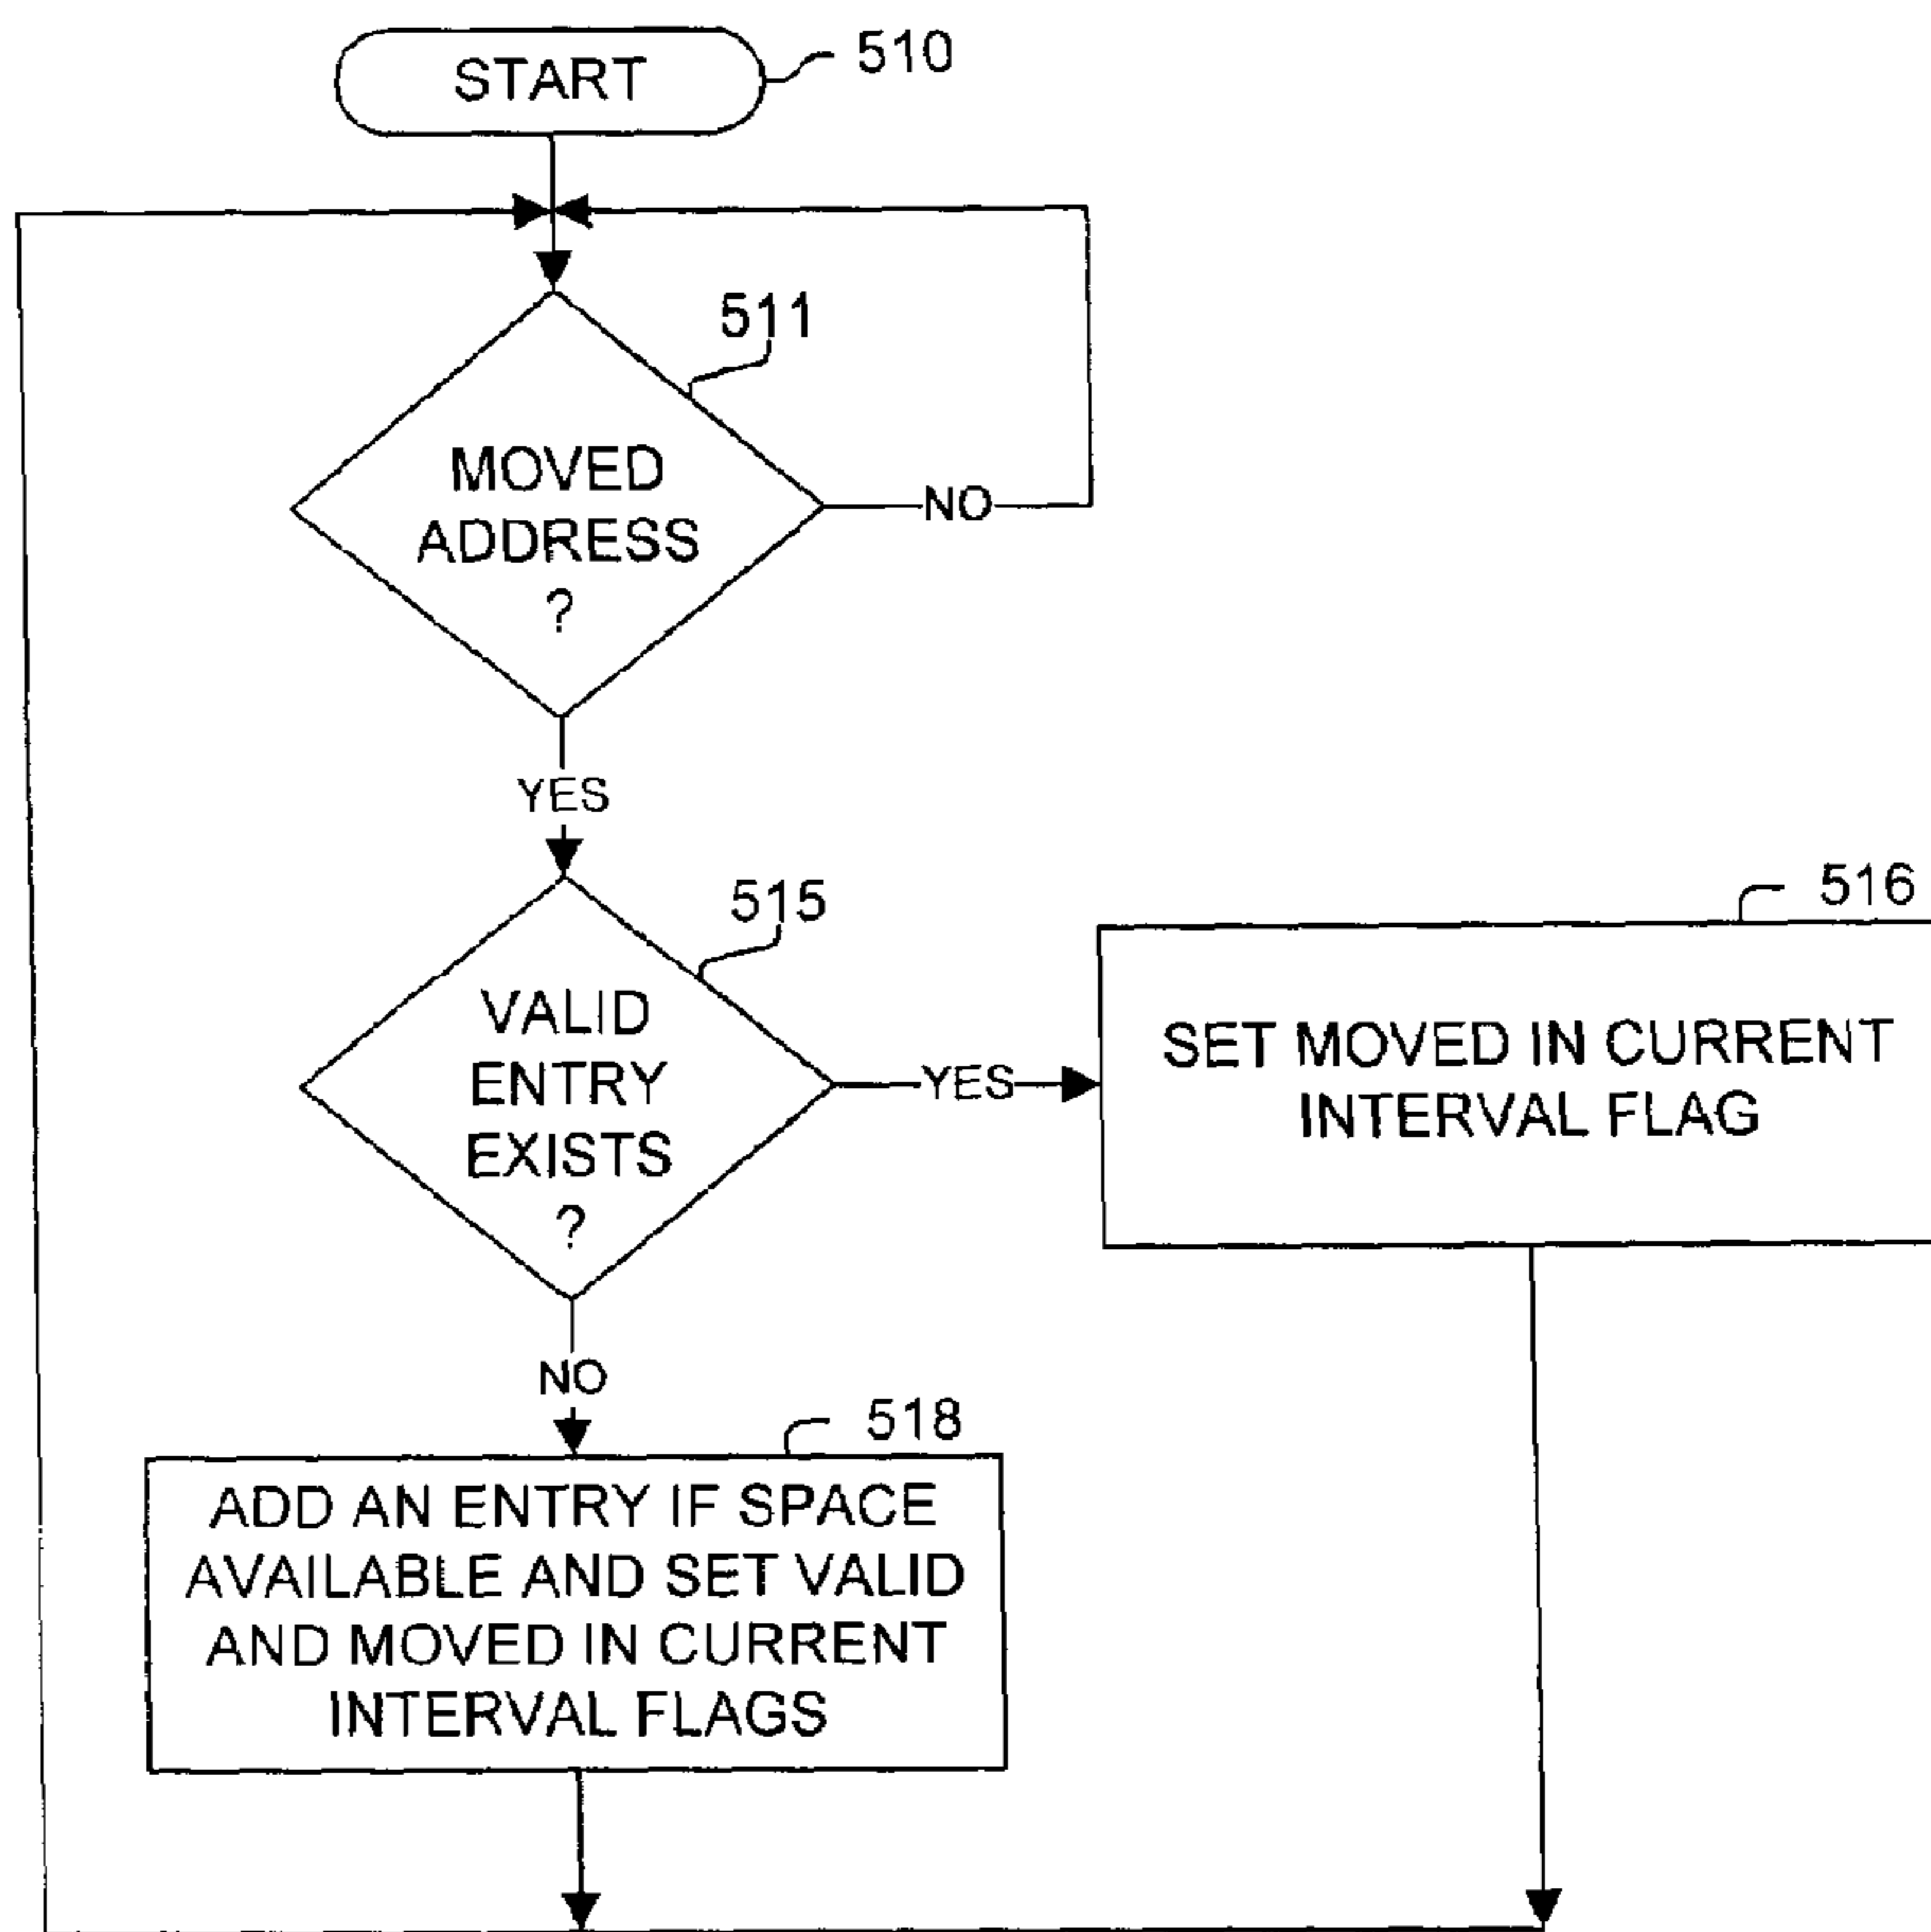 START
510
511
MOVED
ADDRESS
?
NO
YES
515
VALID
ENTRY
EXISTS
?
YES
516
SET MOVED IN CURRENT
INTERVAL FLAG
NO
518
ADD AN ENTRY IF SPACE
AVAILABLE AND SET VALID
AND MOVED IN CURRENT
INTERVAL FLAGS